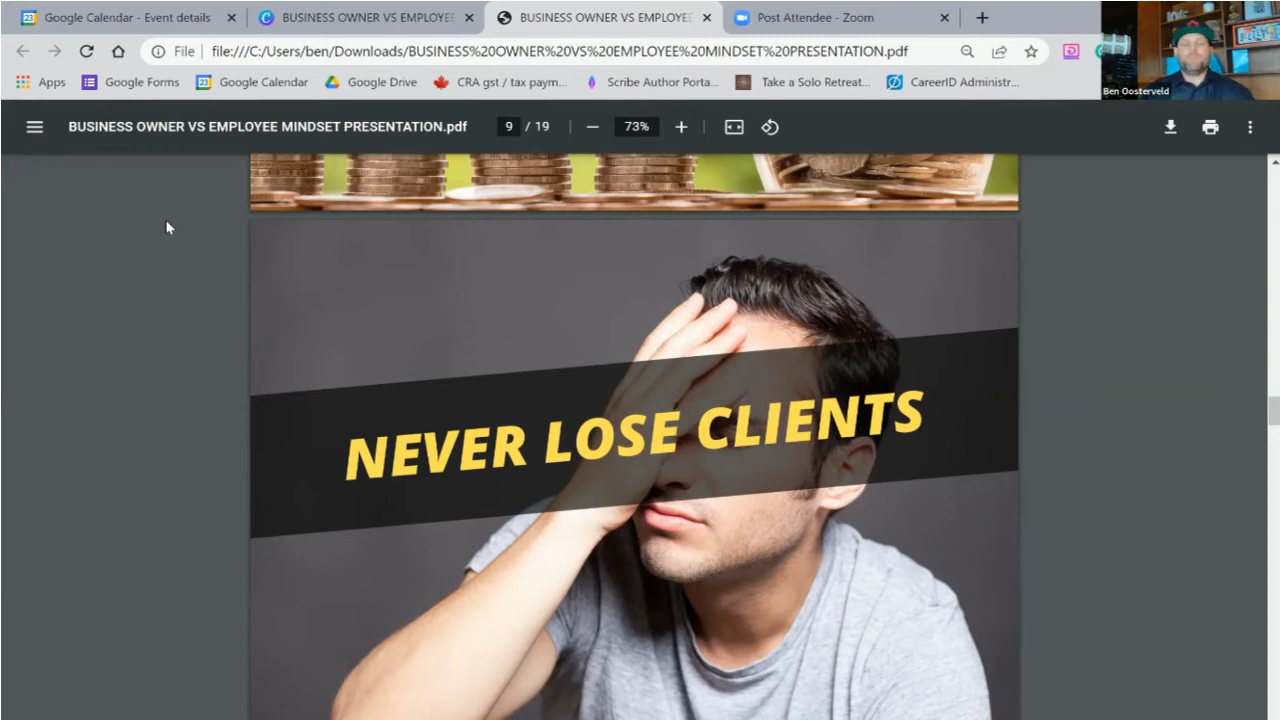 Google Calendar - Event details
BUSINESS OWNER VS EMPLOYEE
BUSINESS OWNER VS EMPLOYEE
Post Attendee - Zoom
File
file:///C:/Users/ben/Downloads/BUSINESS%20OWNER%20VS%20EMPLOYEE%20MINDSET%20PRESENTATION.pdf
Apps
Google Forms
23
Google Calendar
Google Drive
CRA gst / tax paym...
Scribe Author Porta...
Take a Solo Retreat...
CareerID Administr...
Ben Oosterveld
BUSINESS OWNER VS EMPLOYEE MINDSET PRESENTATION.pdf
9 / 19
73%
NEVER LOSE CLIENTS